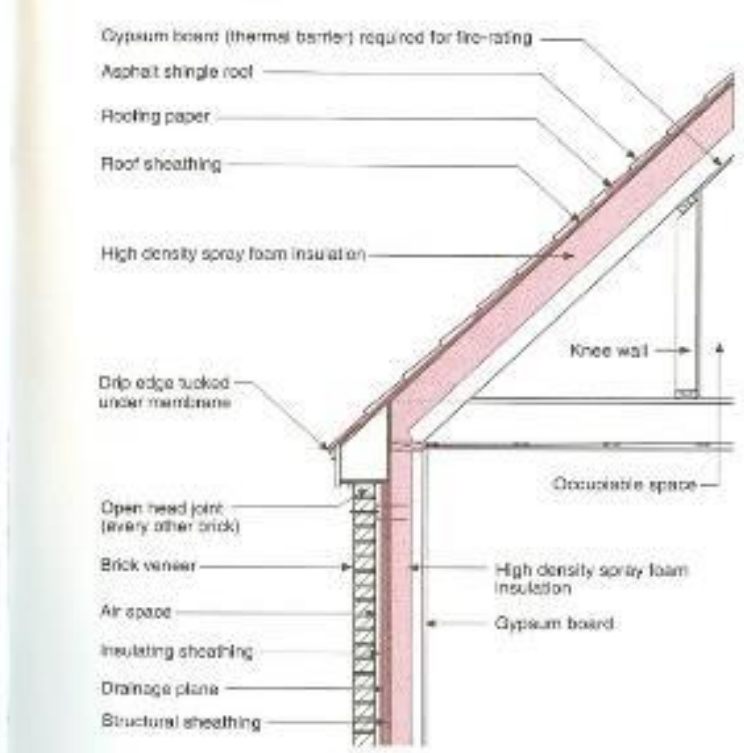 Gypsum board (thermal barrier) required for fire-rating
Asphalt shingle roof
Roofing paper
Roof sheathing
High density spray foam insulation
Knee wall
Drip edge tucked
under membrane
Occupiable space
Open head joint
(every other brick)
Brick veneer
High density spray foam
insulation
Air space
Gypsum board
Insulating sheathing
Drainage plane
Structural sheathing